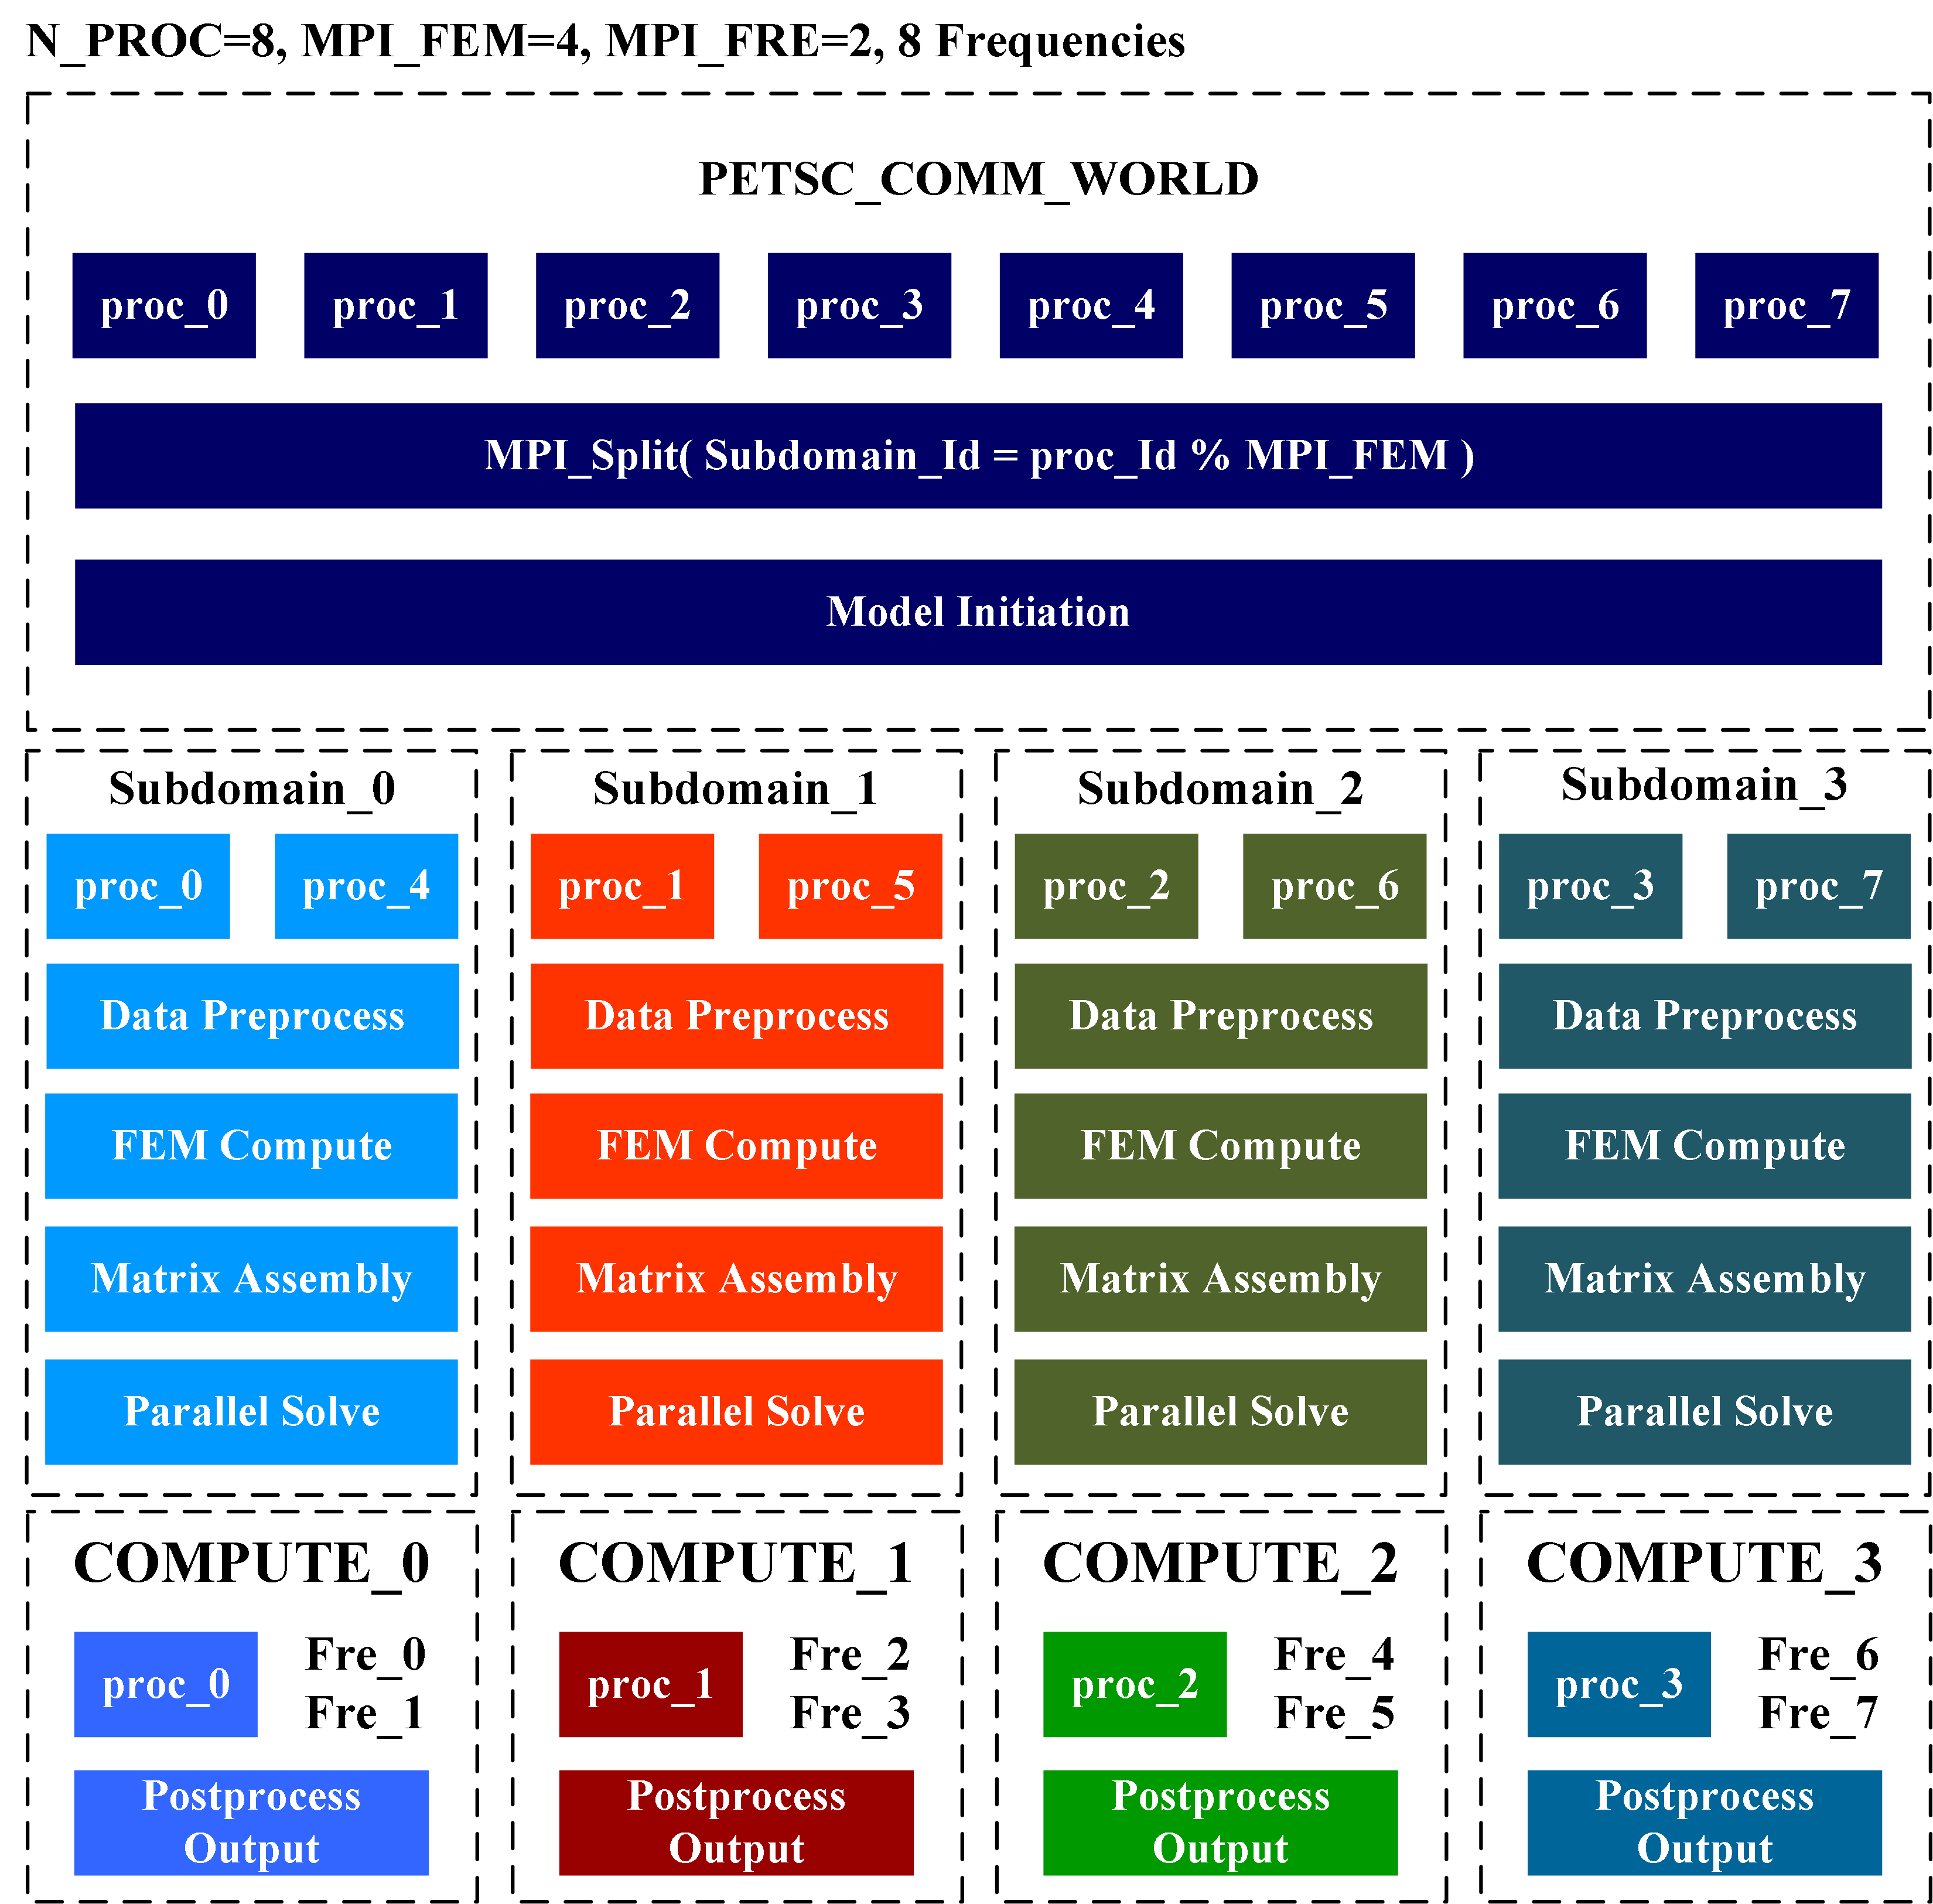 N_PROC=8, MPI_FEM=4, MPI_FRE=2, 8 Frequencies
PETSC_COMM_WORLD
proc_0 proc_1 proc_2 proc_3 proc_4 proc_5 proc_6 proc_7
MPI_Split( Subdomain_Id = proc_Id % MPI_FEM )
Model Initiation
Subdomain_0
proc_0 proc_4
Data Preprocess
FEM Compute
Matrix Assembly
Parallel Solve
Subdomain_1
proc_1 proc_5
Data Preprocess
FEM Compute
Matrix Assembly
Parallel Solve
Subdomain_2
proc_2 proc_6
Data Preprocess
FEM Compute
Matrix Assembly
Parallel Solve
Subdomain_3
proc_3 proc_7
Data Preprocess
FEM Compute
Matrix Assembly
Parallel Solve
COMPUTE_0
proc_0
Fre_0
Fre_1
Postprocess
Output
COMPUTE_1
proc_1
Fre_2
Fre_3
Postprocess
Output
COMPUTE_2
proc_2
Fre_4
Fre_5
Postprocess
Output
COMPUTE_3
proc_3
Fre_6
Fre_7
Postprocess
Output